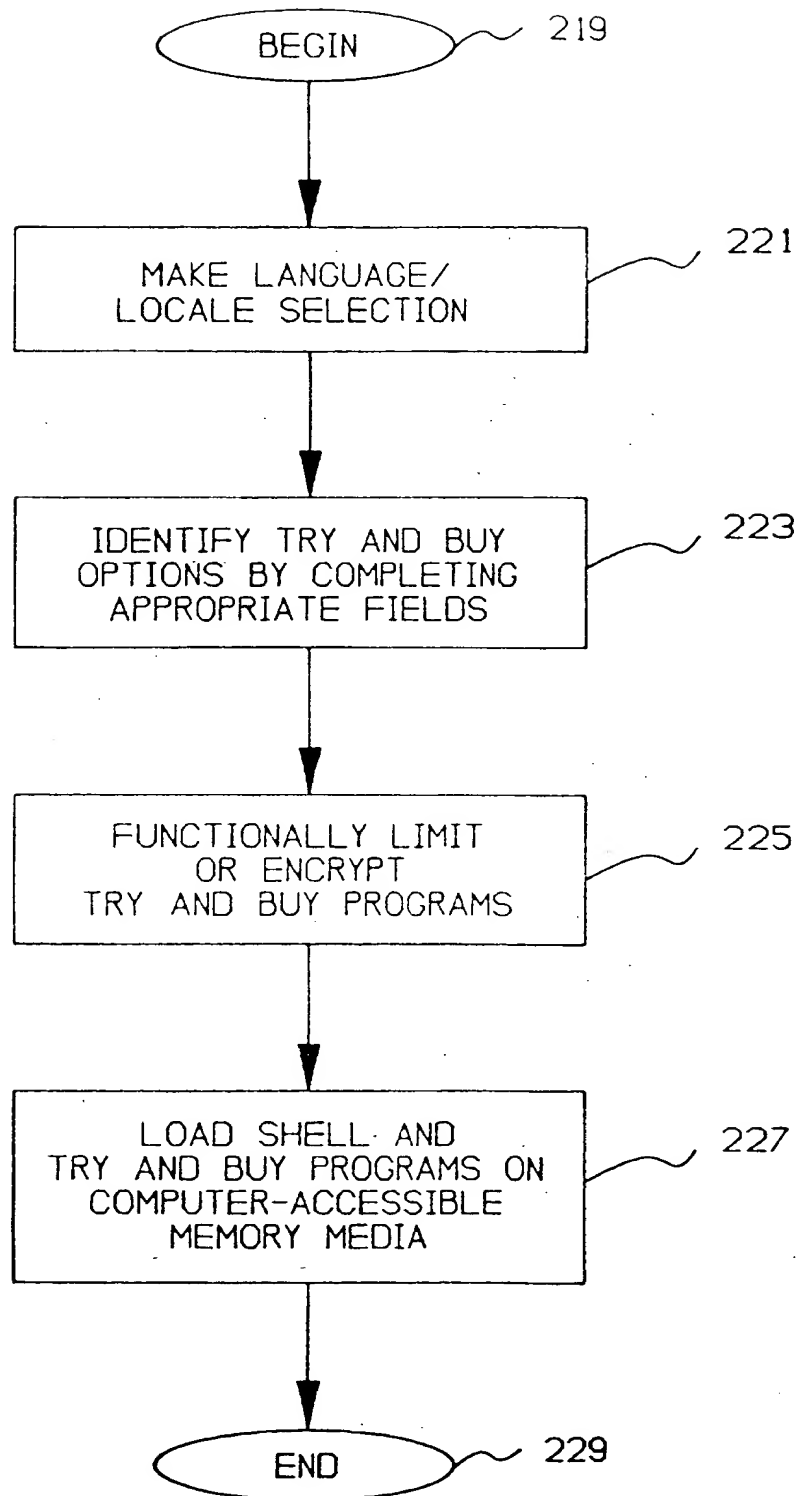 BEGIN
219
MAKE LANGUAGE/
LOCALE SELECTION
221
IDENTIFY TRY AND BUY
OPTIONS BY COMPLETING
APPROPRIATE FIELDS
223
FUNCTIONALLY LIMIT
OR ENCRYPT
TRY AND BUY PROGRAMS
225
LOAD SHELL AND
TRY AND BUY PROGRAMS ON
COMPUTER-ACCESSIBLE
MEMORY MEDIA
227
END
229